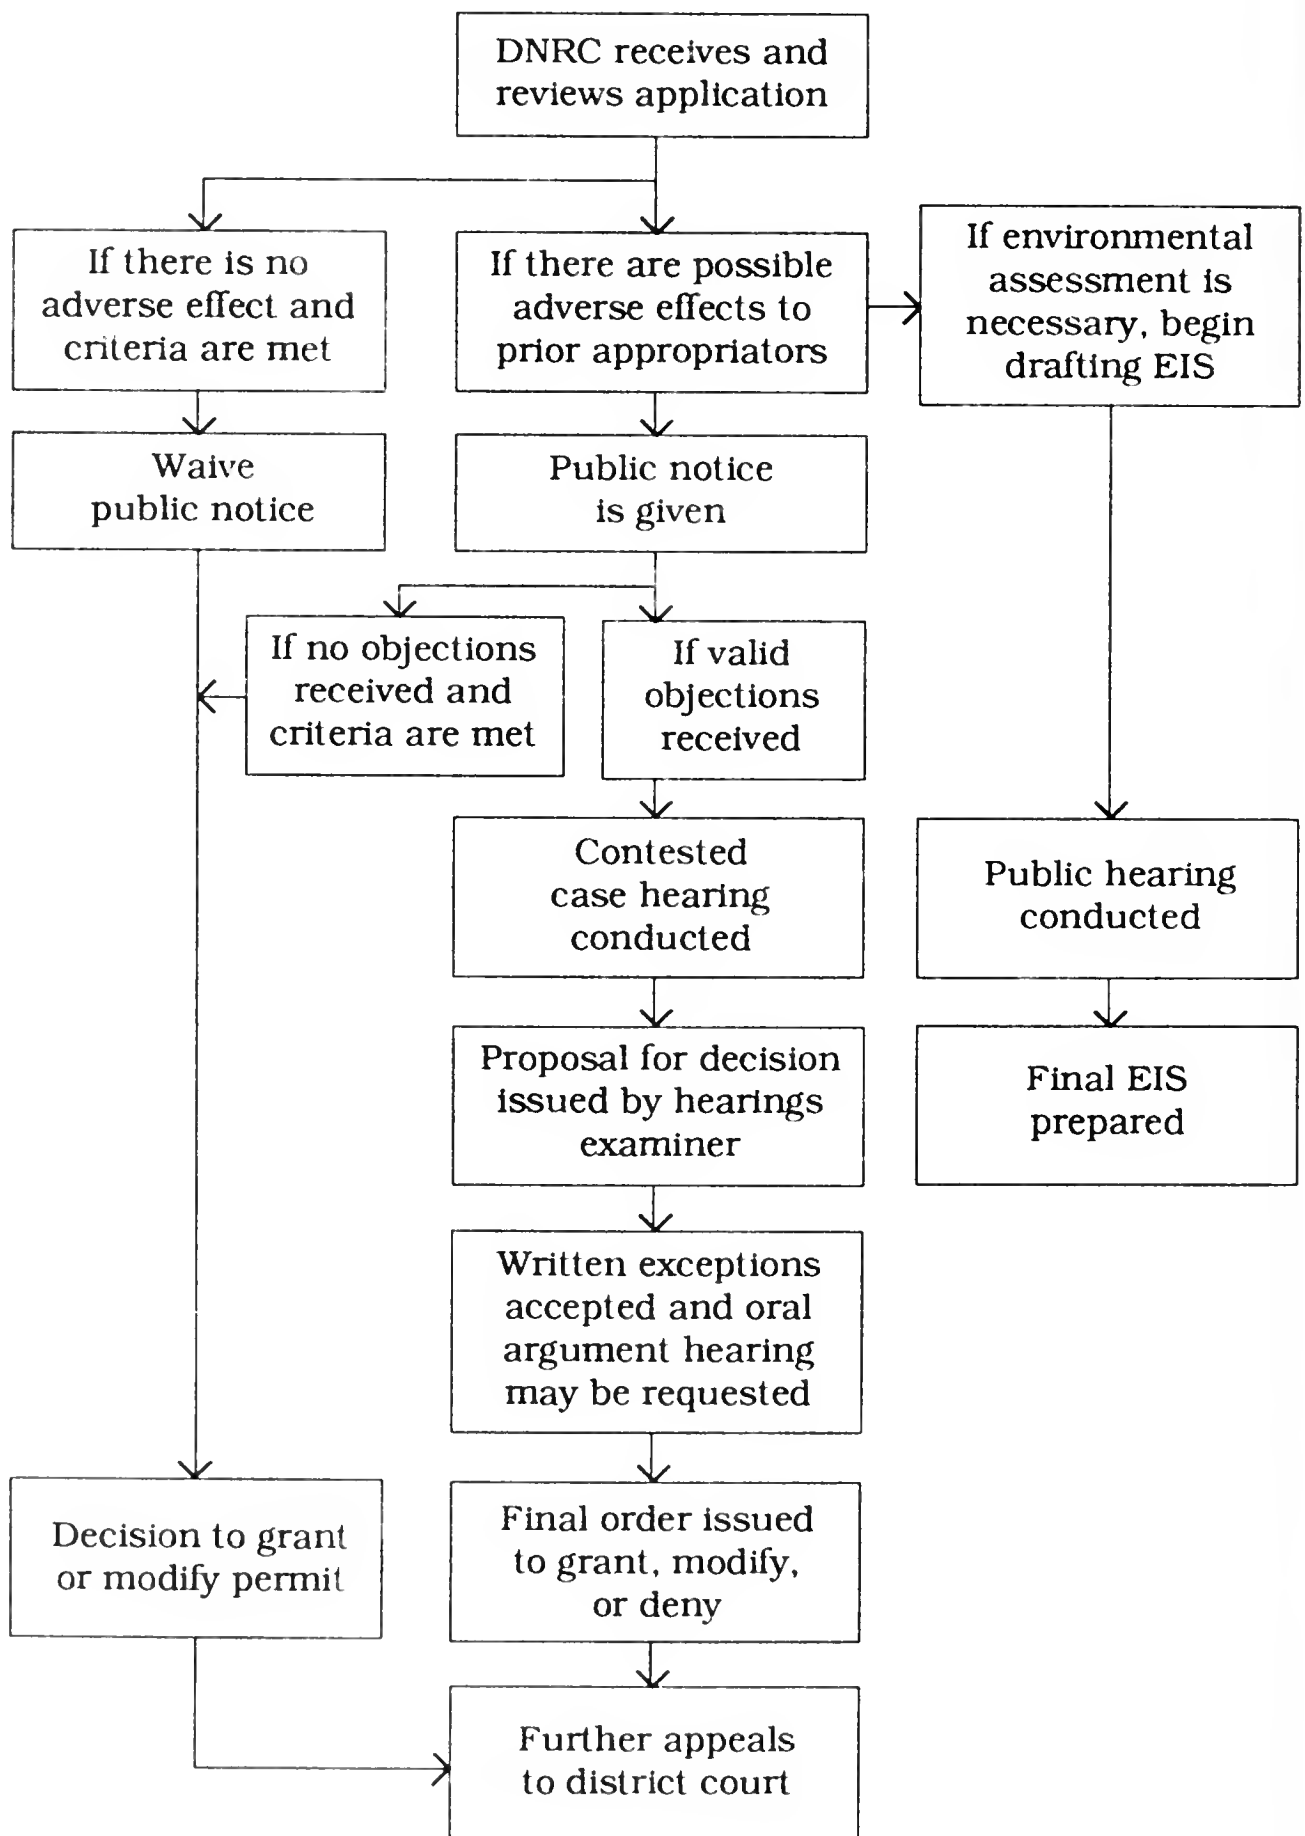 DNRC receives and
reviews application
If there is no
adverse effect and
criteria are met
If there are possible
adverse effects to
prior appropriators
If environmental
assessment is
necessary, begin
drafting EIS
Waive
public notice
Public notice
is given
If no objections
received and
criteria are met
If valid
objections
received
Contested
case hearing
conducted
Public hearing
conducted
Proposal for decision
issued by hearings
examiner
Final EIS
prepared
Written exceptions
accepted and oral
argument hearing
may be requested
Decision to grant
or modify permit
Final order issued
to grant, modify,
or deny
Further appeals
to district court